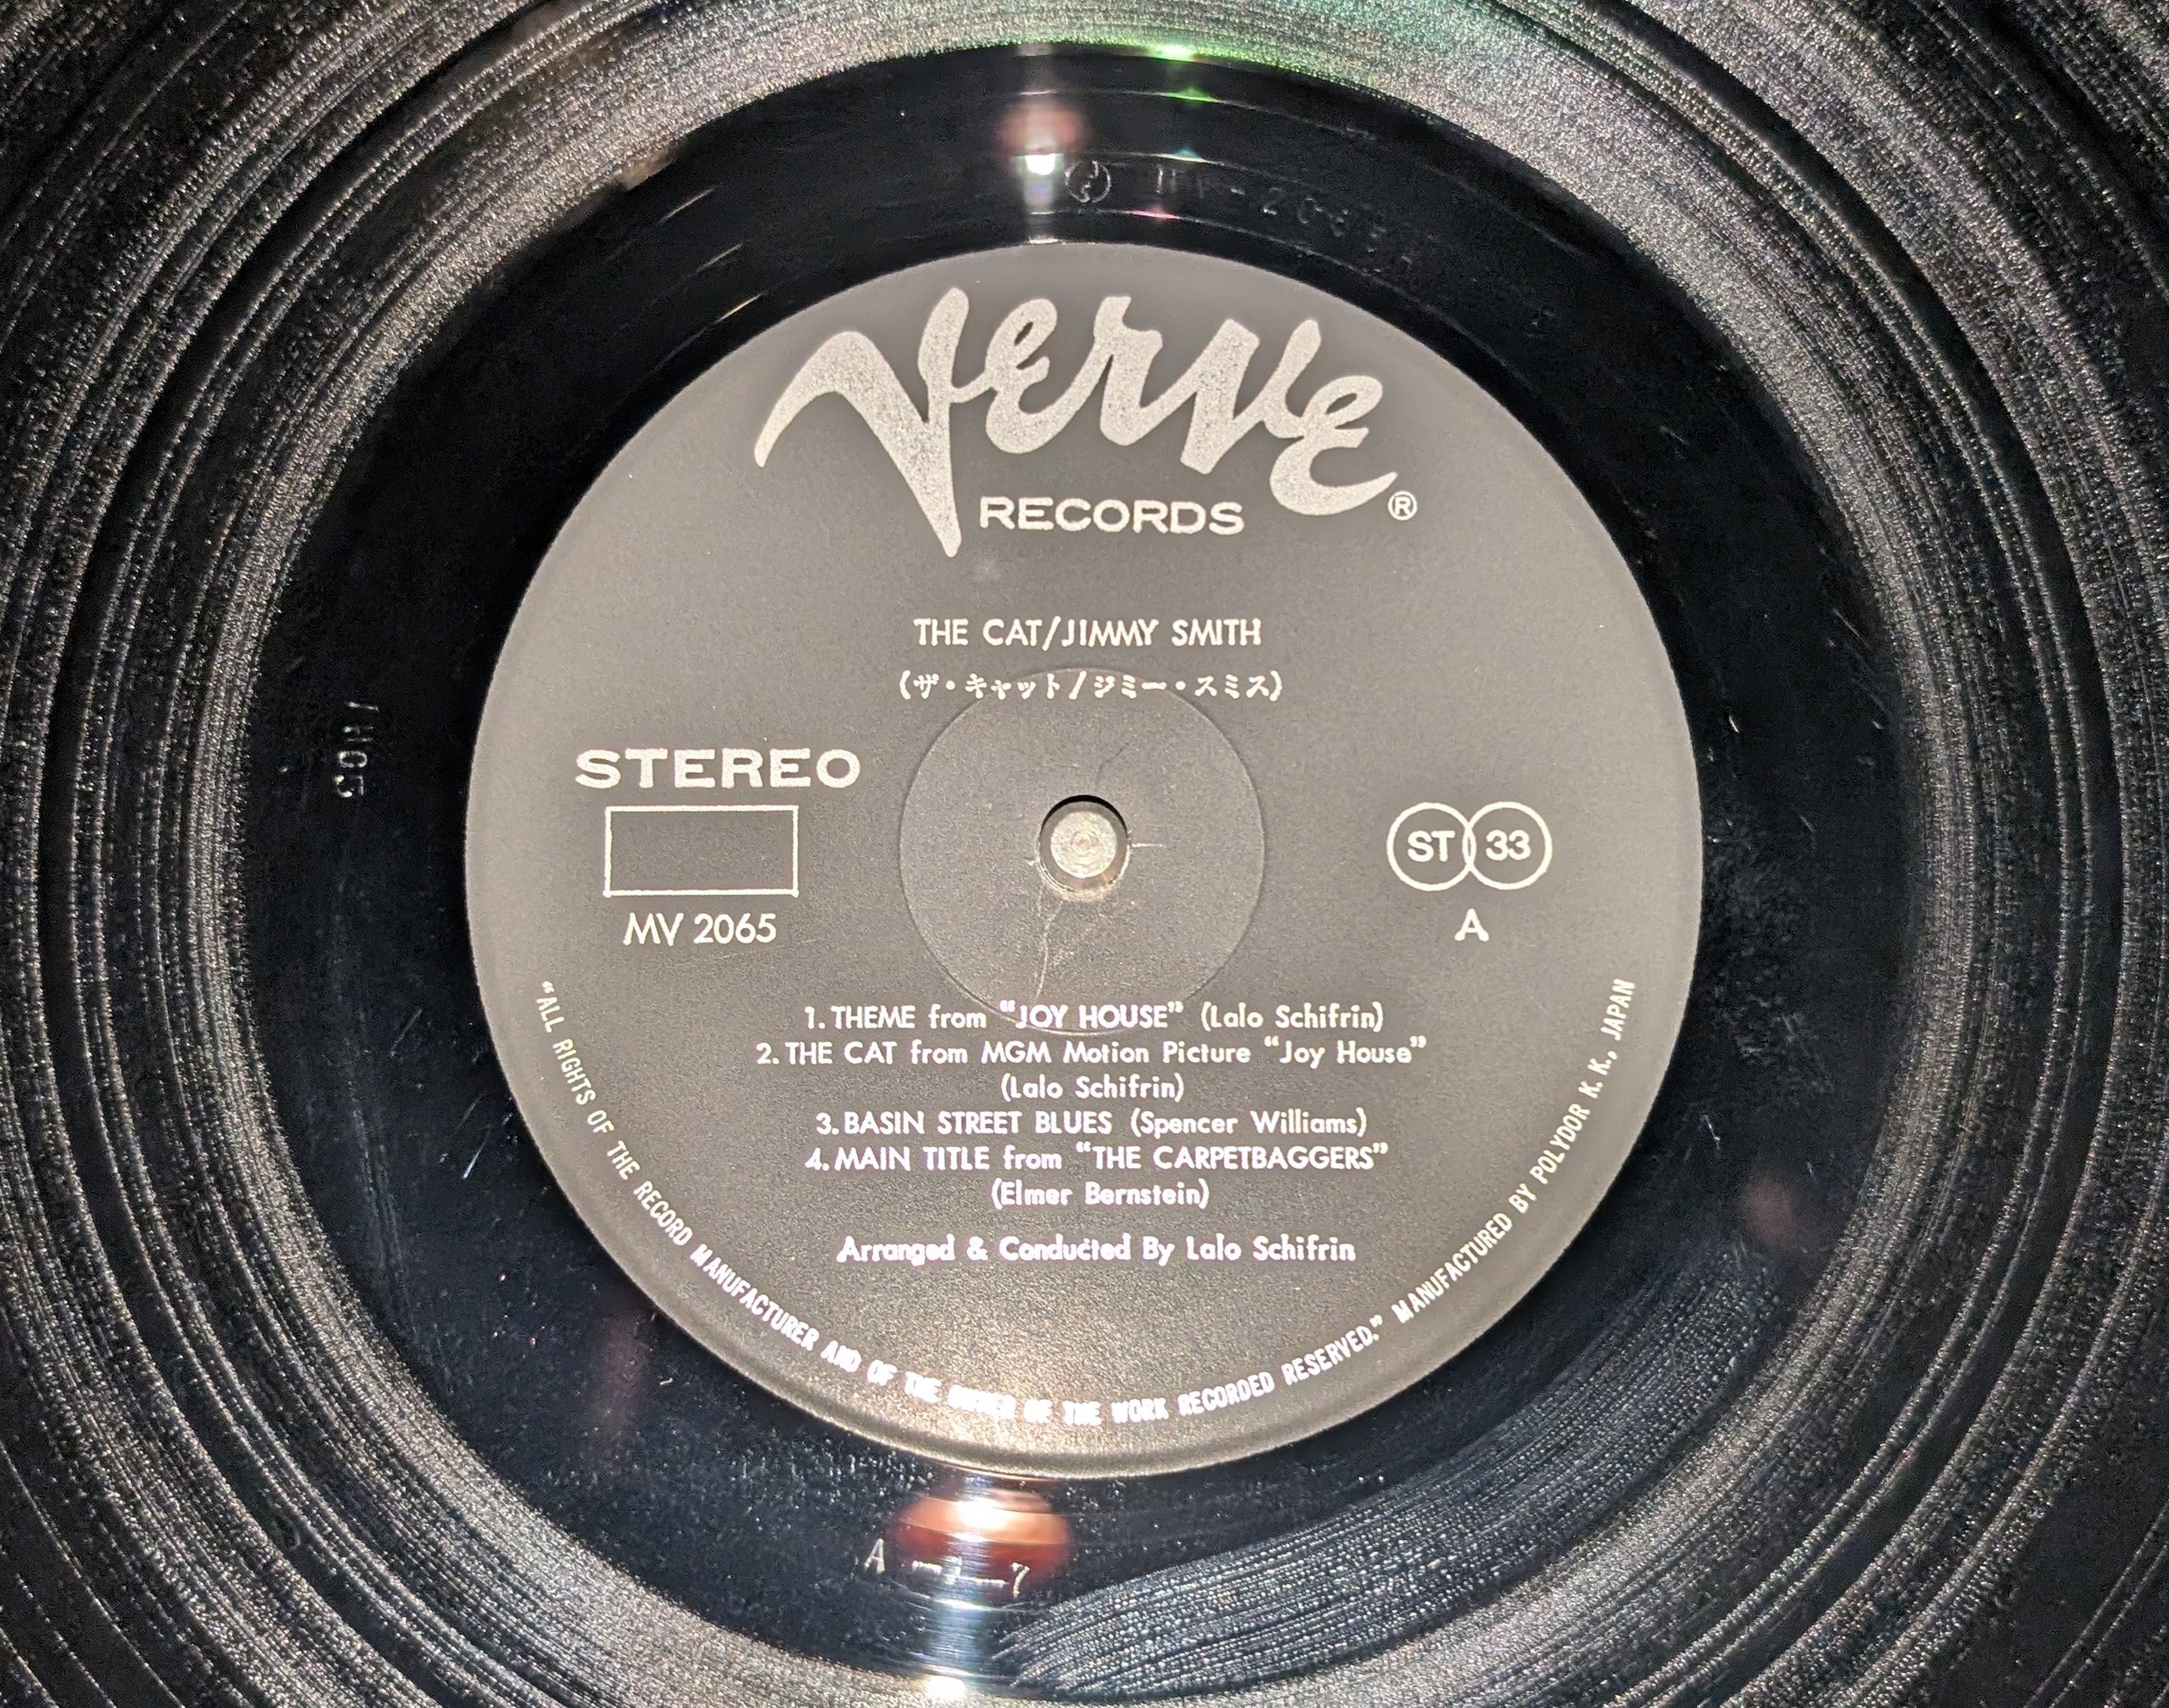 Verve
RECORDS ®
THE CAT/JIMMY SMITH
(ザ・キャット/ジミー・スミス)
STEREO
MV 2065
ST 33
A
1. THEME from “JOY HOUSE” (Lalo Schifrin)
2. THE CAT from MGM Motion Picture “Joy House”
(Lalo Schifrin)
3. BASIN STREET BLUES (Spencer Williams)
4. MAIN TITLE from “THE CARPETBAGGERS”
(Elmer Bernstein)
Arranged & Conducted By Lalo Schifrin
“ALL RIGHTS OF THE RECORD MANUFACTURER AND OF THE OWNER OF THE WORK RECORDED RESERVED.” MANUFACTURED BY POLYDOR K. K., JAPAN